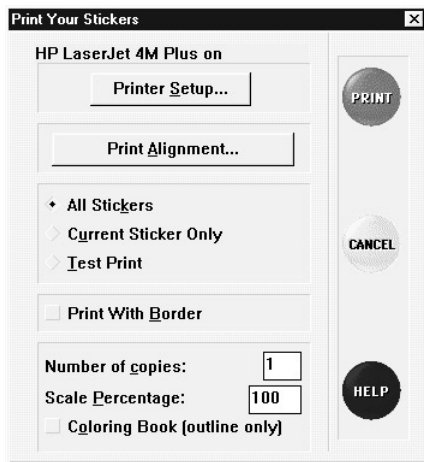 Print Your Stickers
HP LaserJet 4M Plus on
Printer Setup...
Print Alignment...
All Stickers
Current Sticker Only
Test Print
Print With Border
Number of copies: 1
Scale Percentage: 100
Coloring Book (outline only)
PRINT
CANCEL
HELP